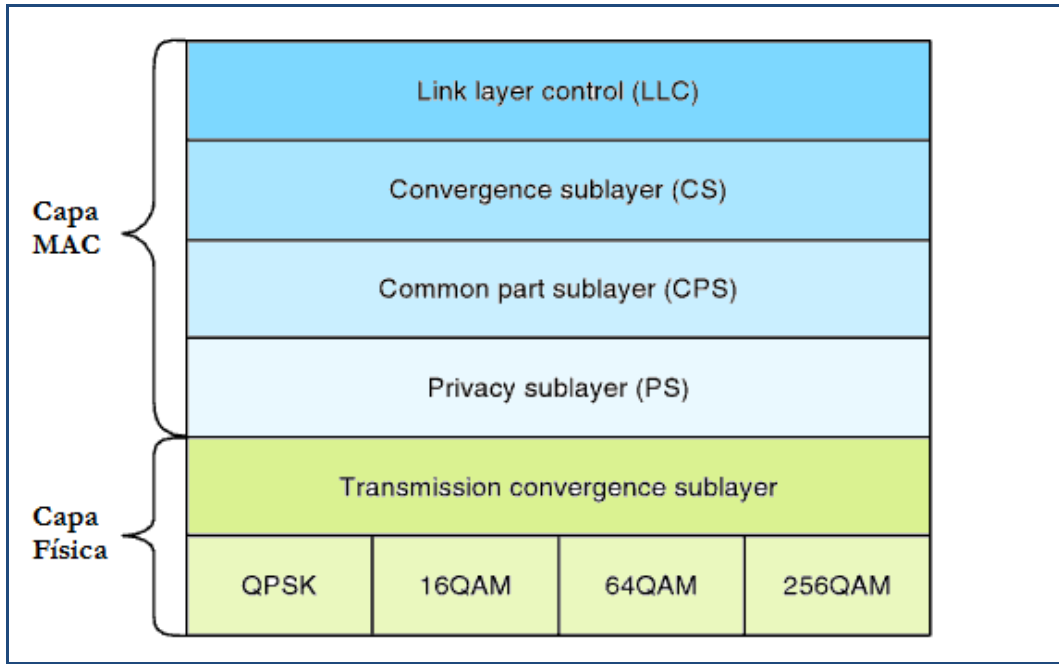 Link layer control (LLC)
Convergence sublayer (CS)
Capa
MAC
Common part sublayer (CPS)
Privacy sublayer (PS)
Transmission convergence sublayer
Capa
Física
QPSK 16QAM 64QAM 256QAM